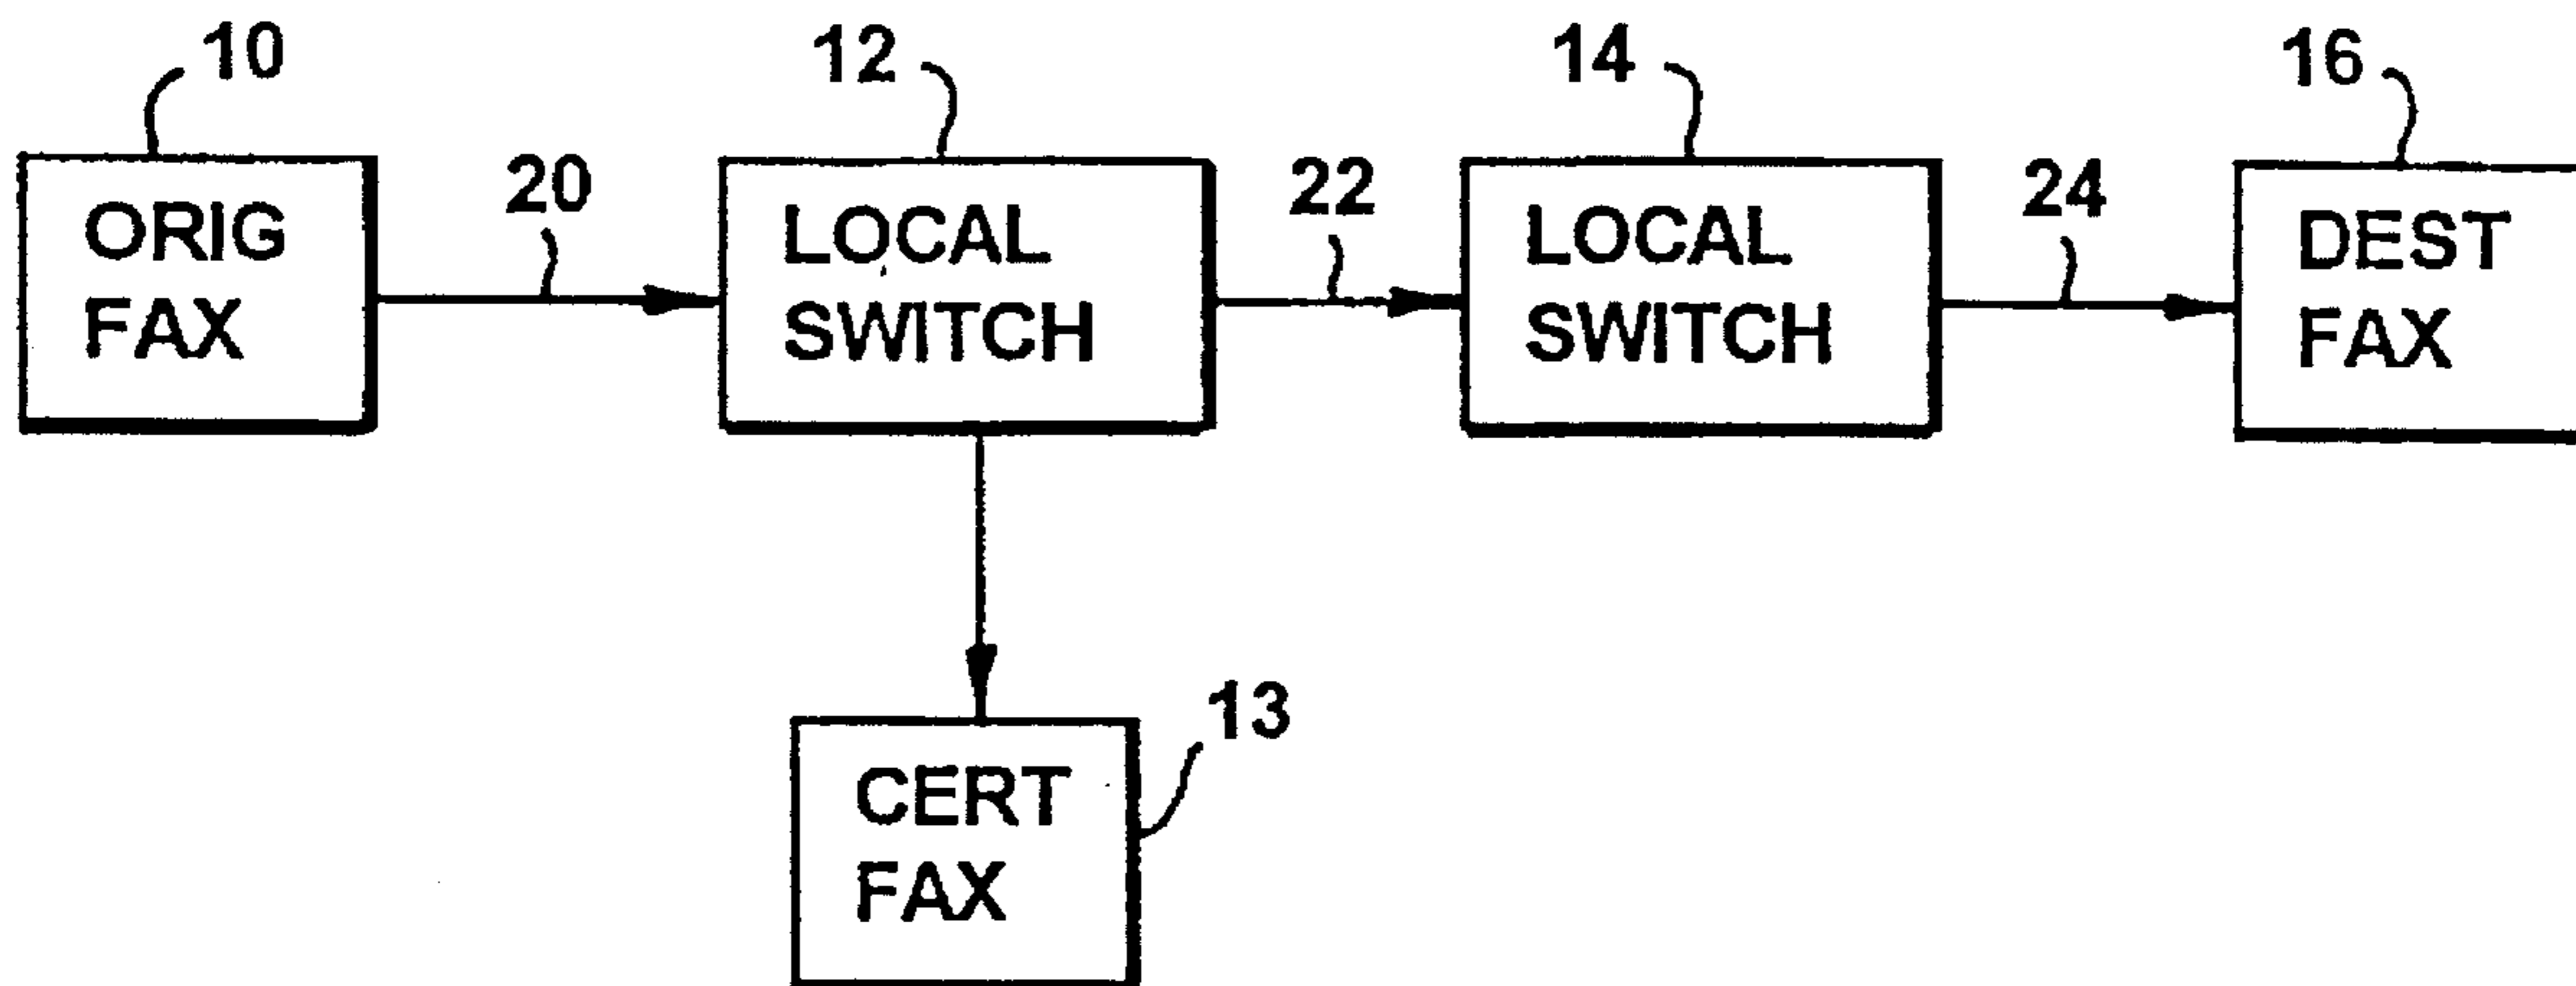 10
12
14
16
20
22
24
ORIG
FAX
LOCAL
SWITCH
LOCAL
SWITCH
DEST
FAX
13
CERT
FAX